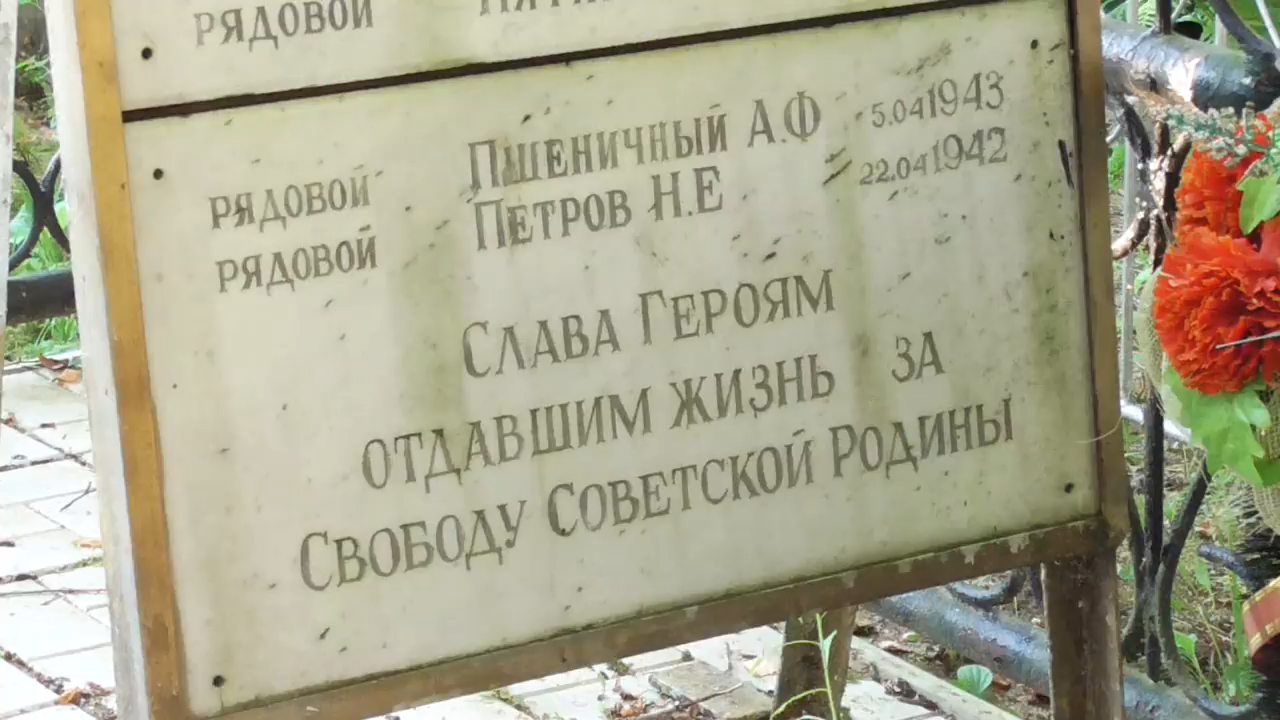 РЯДОВОЙ
РЯДОВОЙ ПШЕНИЧНЫЙ А.Ф 5.04 1943
РЯДОВОЙ ПЕТРОВ Н.Е 22.04 1942
СЛАВА ГЕРОЯМ
ОТДАВШИМ ЖИЗНЬ ЗА
СВОБОДУ СОВЕТСКОЙ РОДИНЫ